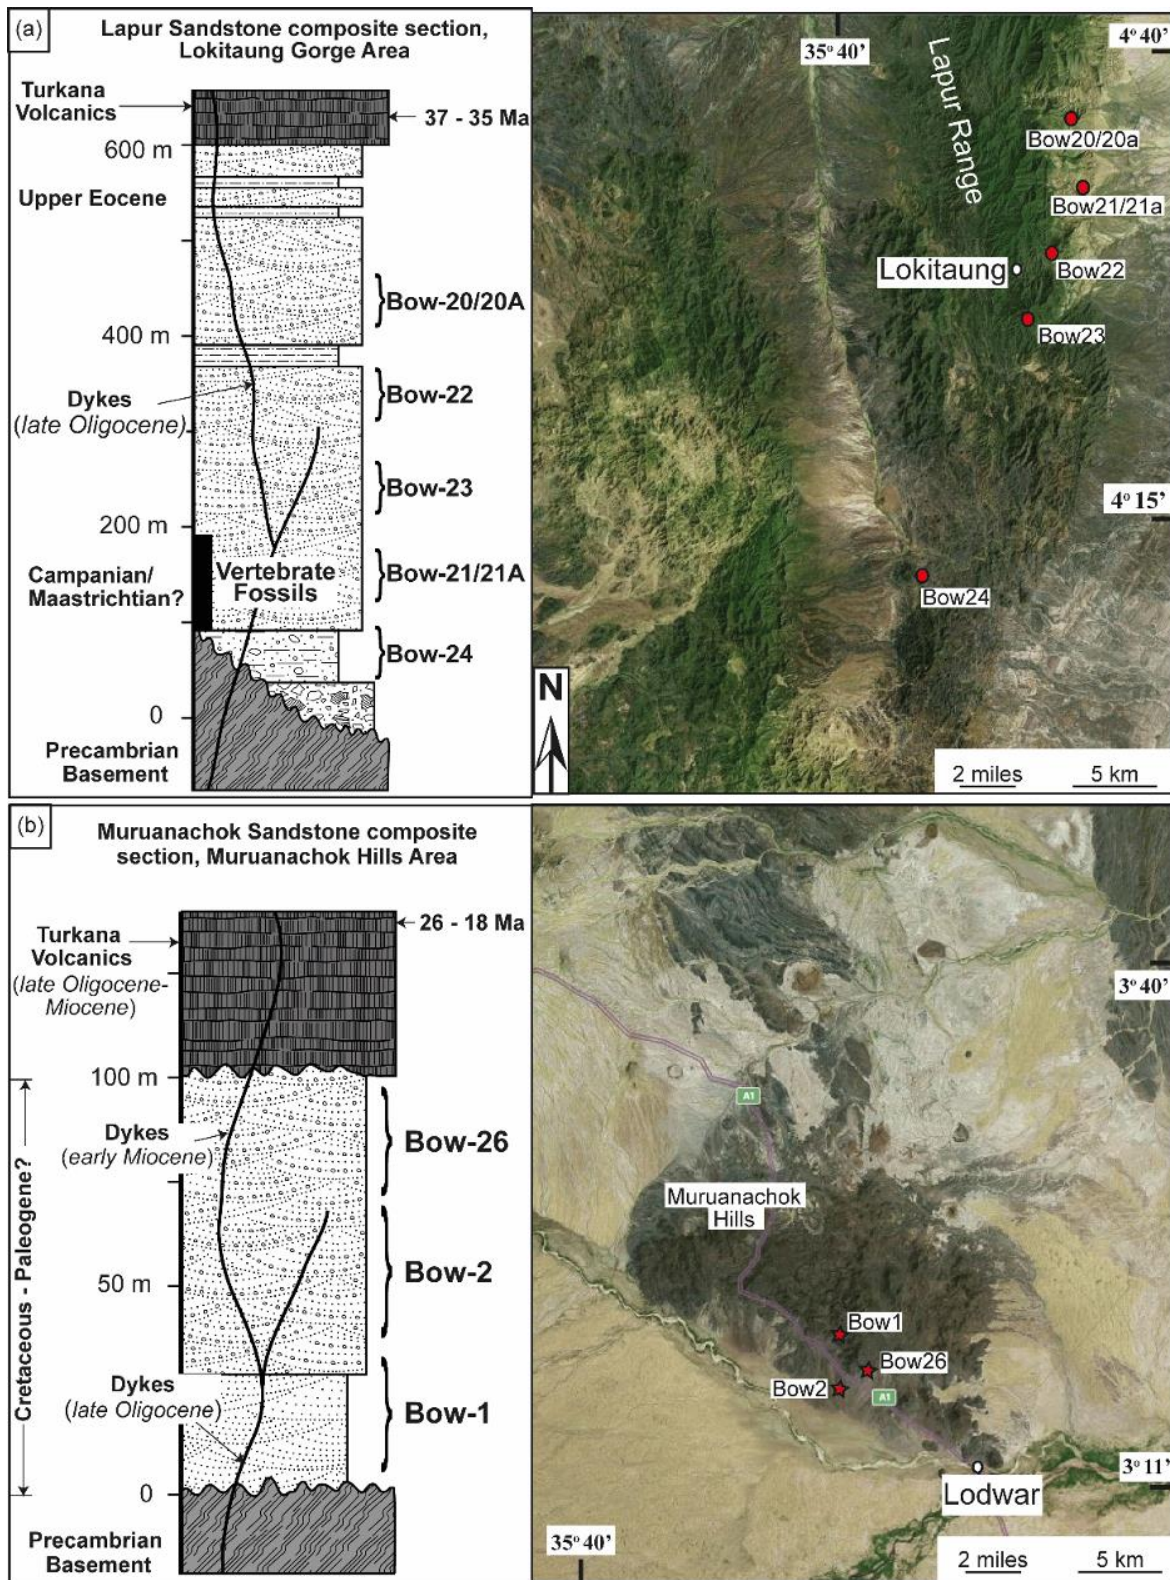 (a)
Lapur Sandstone composite section,
Lokitaung Gorge Area
Turkana
Volcanics
37 - 35 Ma
600 m
Upper Eocene
Bow-20/20A
400 m
Dykes
(late Oligocene)
Bow-22
Bow-23
200 m
Campanian/
Maastrichtian?
Vertebrate
Fossils
Bow-21/21A
Bow-24
0
Precambrian
Basement
35° 40'
4° 40'
Lapur Range
Bow20/20a
Bow21/21a
Lokitaung
Bow22
Bow23
4° 15'
Bow24
N
2 miles
5 km
(b)
Muruanachok Sandstone composite
section, Muruanachok Hills Area
26 - 18 Ma
Turkana
Volcanics
(late Oligocene-
Miocene)
100 m
Dykes
(early Miocene)
Bow-26
Cretaceous - Paleogene?
50 m
Bow-2
Dykes
(late Oligocene)
Bow-1
0
Precambrian
Basement
3° 40'
A1
Muruanachok
Hills
Bow1
Bow26
Bow2
A1
3° 11'
Lodwar
35° 40'
2 miles
5 km